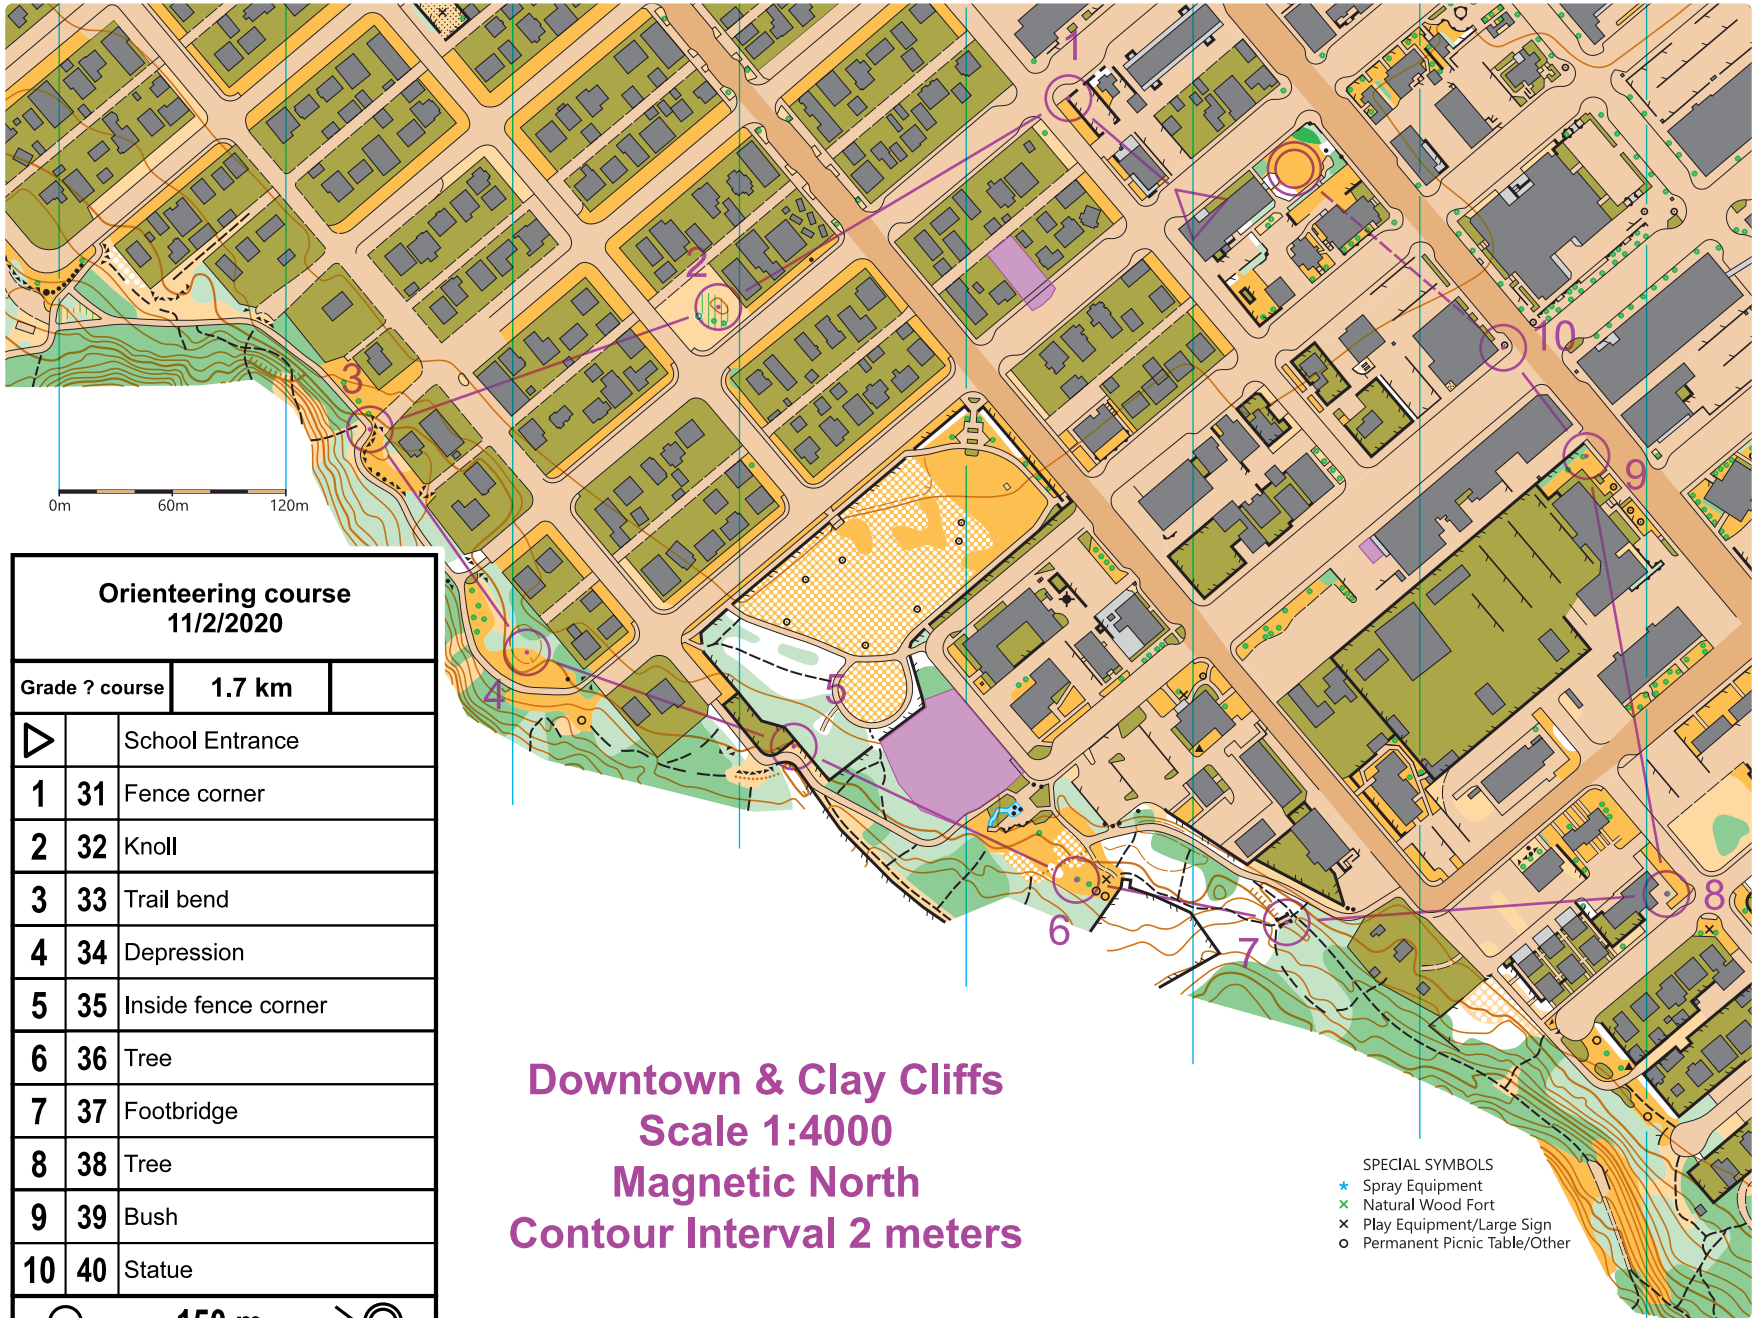 1
2
3
10
9
0m 60m 120m
5
4
6
7
8
Orienteering course
11/2/2020
Grade ? course 1.7 km
School Entrance
1 31 Fence corner
2 32 Knoll
3 33 Trail bend
4 34 Depression
5 35 Inside fence corner
6 36 Tree
7 37 Footbridge
8 38 Tree
9 39 Bush
10 40 Statue
150 m
Downtown & Clay Cliffs
Scale 1:4000
Magnetic North
Contour Interval 2 meters
SPECIAL SYMBOLS
Spray Equipment
Natural Wood Fort
Play Equipment/Large Sign
Permanent Picnic Table/Other